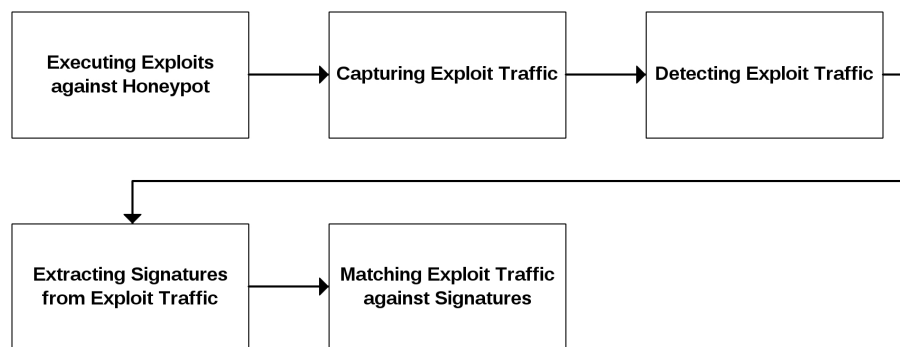 Executing Exploits
against Honeypot
Capturing Exploit Traffic
Detecting Exploit Traffic
Extracting Signatures
from Exploit Traffic
Matching Exploit Traffic
against Signatures